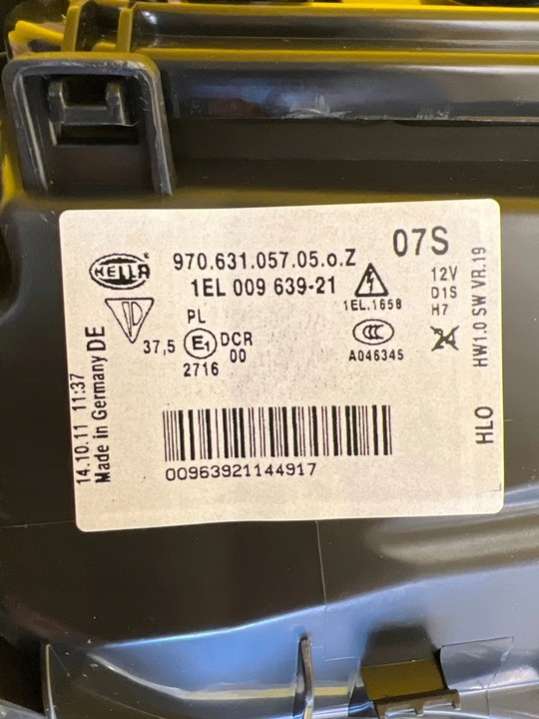 HELLA
970.631.057.05.o.Z
07S
1EL 009 639-21
1EL.1658
12V
D1S
H7
PL
37,5
E1
DCR
00
2716
CCC
A046345
24
HW1.0 SW VR.19
HLO
14.10.11 11:37
Made in Germany DE
00963921144917